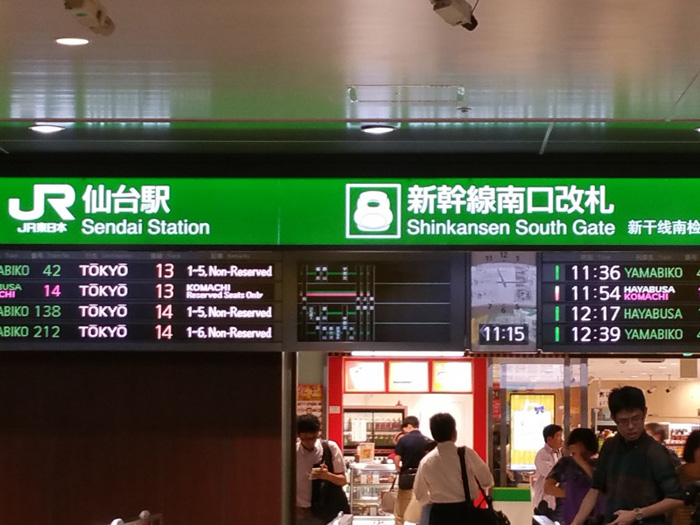 JR 仙台駅
JR東日本 Sendai Station
新幹線南口改札
Shinkansen South Gate 新干线南检
ABIKO 42 TŌKYŌ 13 1-5, Non-Reserved
CHI 14 TŌKYŌ 13 KOMACHI Reserved Seats Only
ABIKO 138 TŌKYŌ 14 1-5, Non-Reserved
ABIKO 212 TŌKYŌ 14 1-6, Non-Reserved
12
11:15
11:36 YAMABIKO
11:54 HAYABUSA KOMACHI
12:17 HAYABUSA
12:39 YAMABIKO